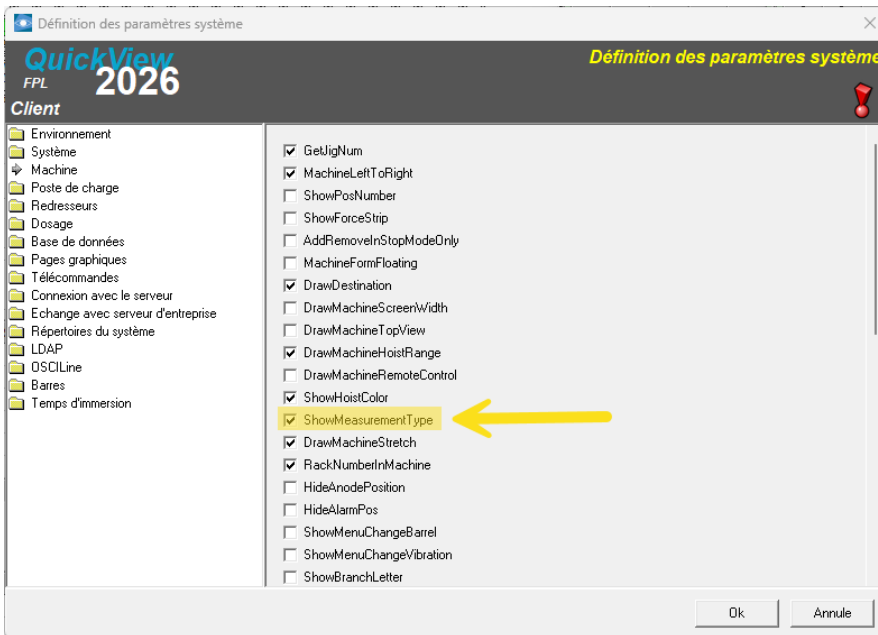 Définition des paramètres système
QuickView
FPL 2026
Client
Définition des paramètres système
Environnement
Système
Machine
Poste de charge
Redresseurs
Dosage
Base de données
Pages graphiques
Télécommandes
Connexion avec le serveur
Echange avec serveur d'entreprise
Répertoires du système
LDAP
OSCILine
Barres
Temps d'immersion
GetJigNum
MachineLeftToRight
ShowPosNumber
ShowForceStrip
AddRemoveInStopModeOnly
MachineFormFloating
DrawDestination
DrawMachineScreenWidth
DrawMachineTopView
DrawMachineHoistRange
DrawMachineRemoteControl
ShowHoistColor
ShowMeasurementType
DrawMachineStretch
RackNumberInMachine
HideAnodePosition
HideAlarmPos
ShowMenuChangeBarrel
ShowMenuChangeVibration
ShowBranchLetter
Ok
Annule